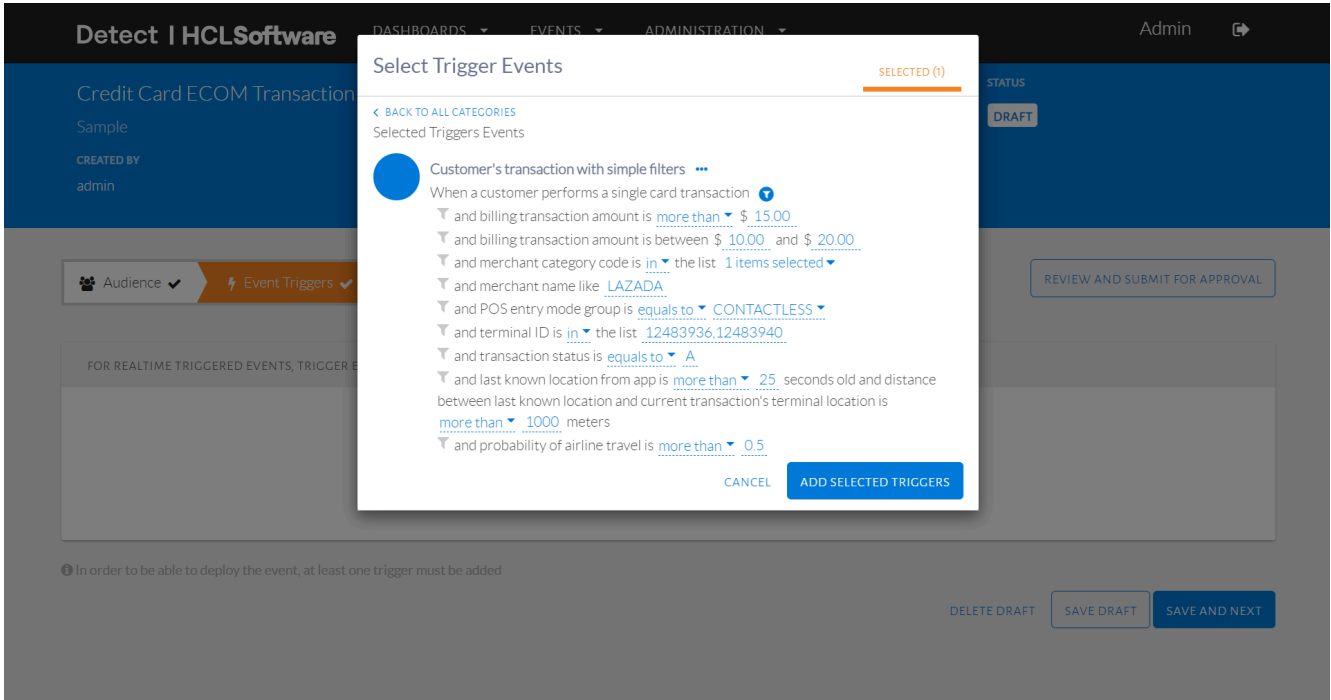 Detect | HCLSoftware DASHBOARDS EVENTS ADMINISTRATION Admin
Select Trigger Events
SELECTED (1)
Credit Card ECOM Transaction
Sample
CREATED BY
admin
STATUS
DRAFT
BACK TO ALL CATEGORIES
Selected Triggers Events
Customer's transaction with simple filters •••
When a customer performs a single card transaction
and billing transaction amount is more than $ 15.00
and billing transaction amount is between $ 10.00 and $ 20.00
and merchant category code is in the list 1 items selected
and merchant name like LAZADA
and POS entry mode group is equals to CONTACTLESS
and terminal ID is in the list 12483936,12483940
and transaction status is equals to A
and last known location from app is more than 25 seconds old and distance
between last known location and current transaction's terminal location is
more than 1000 meters
and probability of airline travel is more than 0.5
CANCEL ADD SELECTED TRIGGERS
Audience Event Triggers
REVIEW AND SUBMIT FOR APPROVAL
FOR REALTIME TRIGGERED EVENTS, TRIGGER E
In order to be able to deploy the event, at least one trigger must be added
DELETE DRAFT SAVE DRAFT SAVE AND NEXT